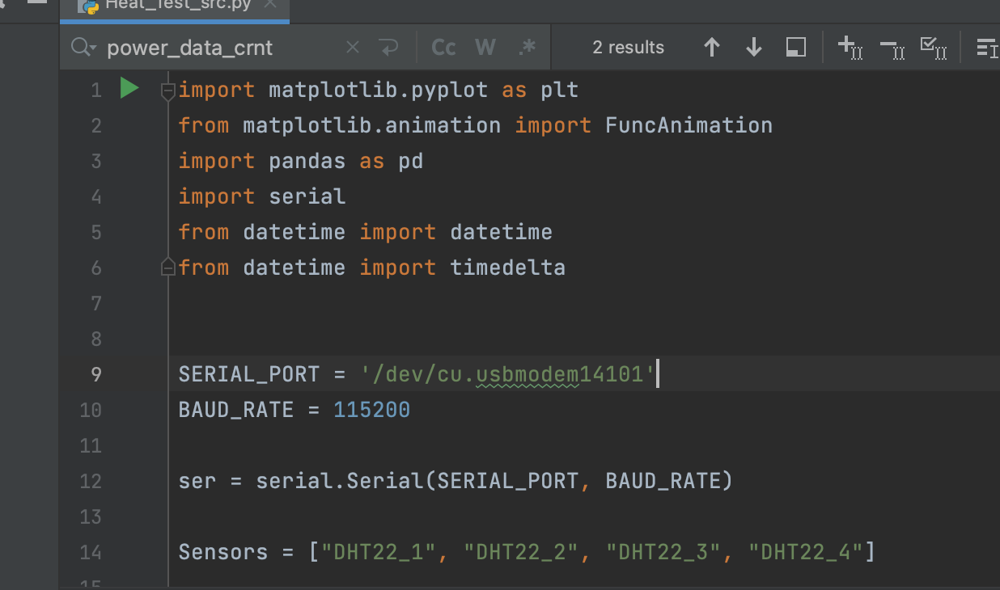 Heat_Test_src.py
power_data_crnt
Cc W .*
2 results
1 import matplotlib.pyplot as plt
2 from matplotlib.animation import FuncAnimation
3 import pandas as pd
4 import serial
5 from datetime import datetime
6 from datetime import timedelta
7
8
9 SERIAL_PORT = '/dev/cu.usbmodem14101'
10 BAUD_RATE = 115200
11
12 ser = serial.Serial(SERIAL_PORT, BAUD_RATE)
13
14 Sensors = ["DHT22_1", "DHT22_2", "DHT22_3", "DHT22_4"]
15